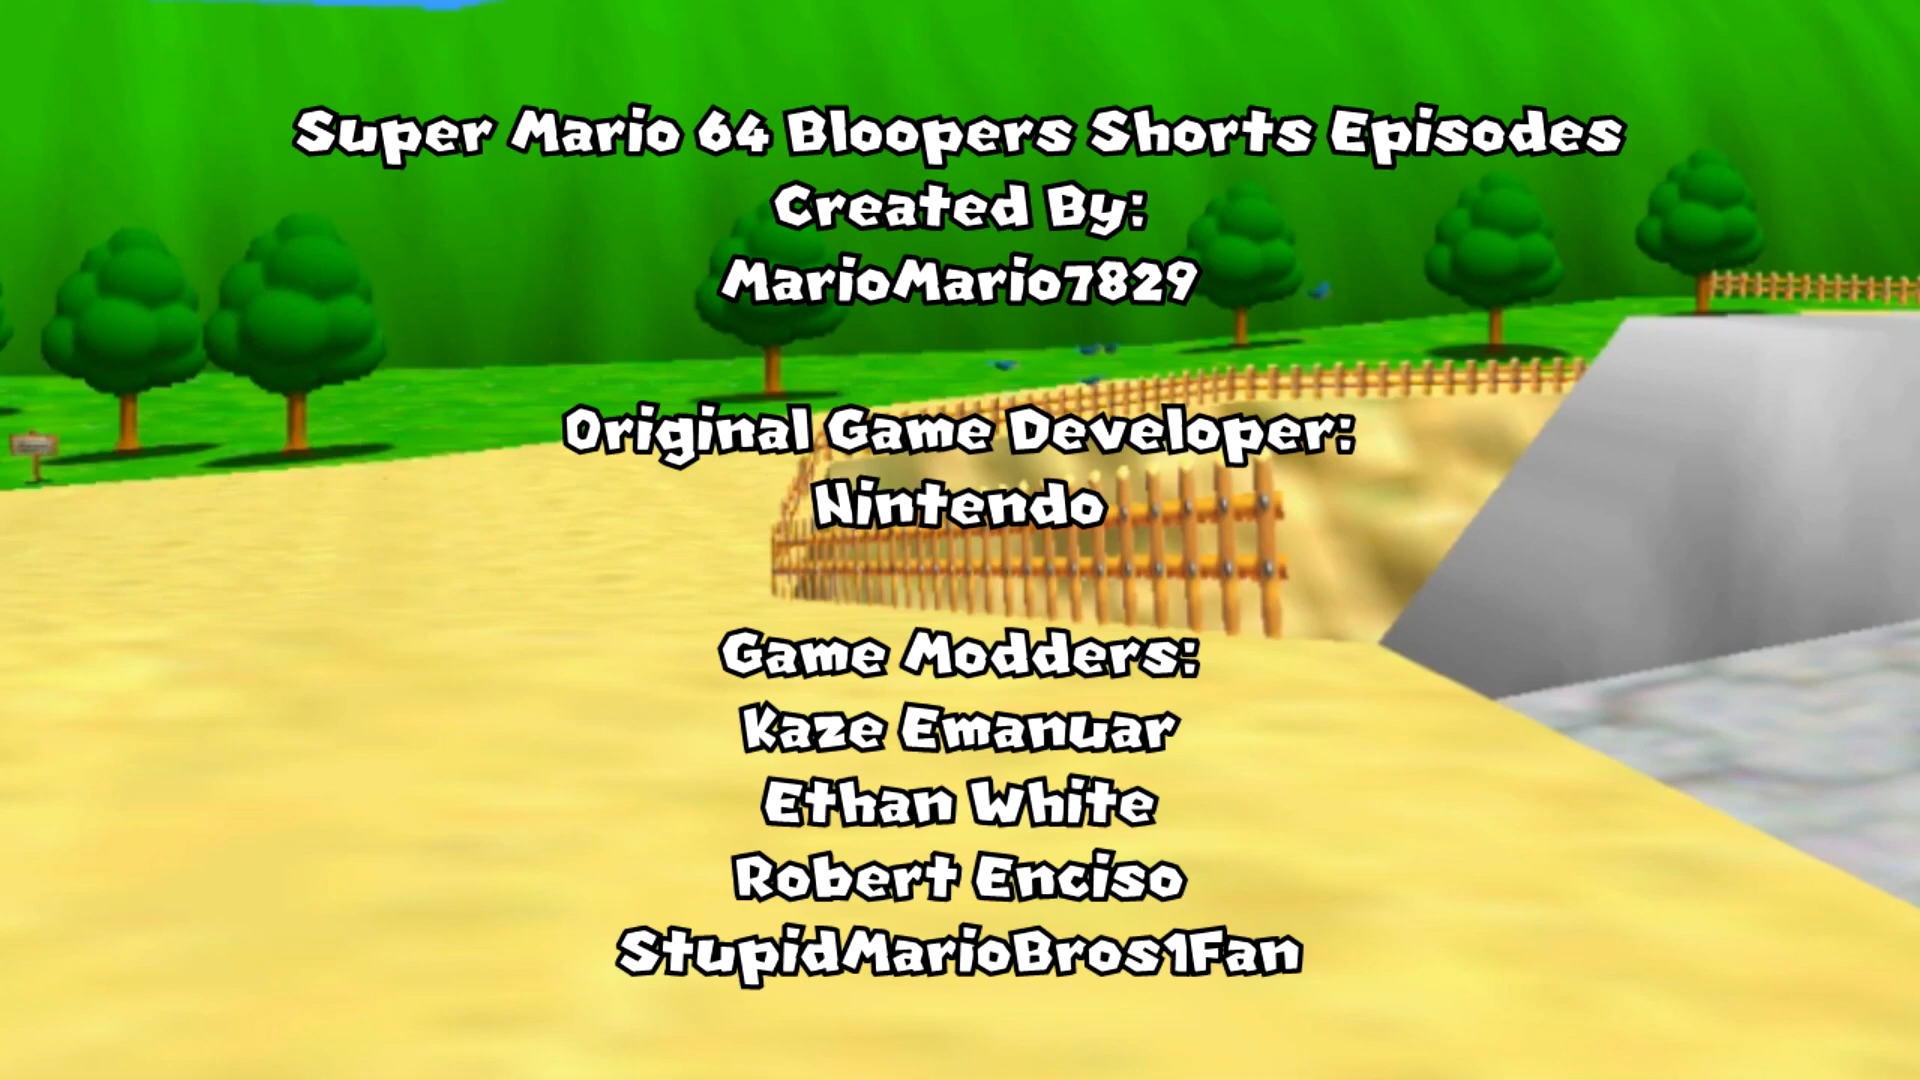 Super Mario 64 Bloopers Shorts Episodes
Created By:
MarioMario7829
Original Game Developer:
Nintendo
Game Modders:
Kaze Emanuar
Ethan White
Robert Enciso
StupidMarioBros1Fan